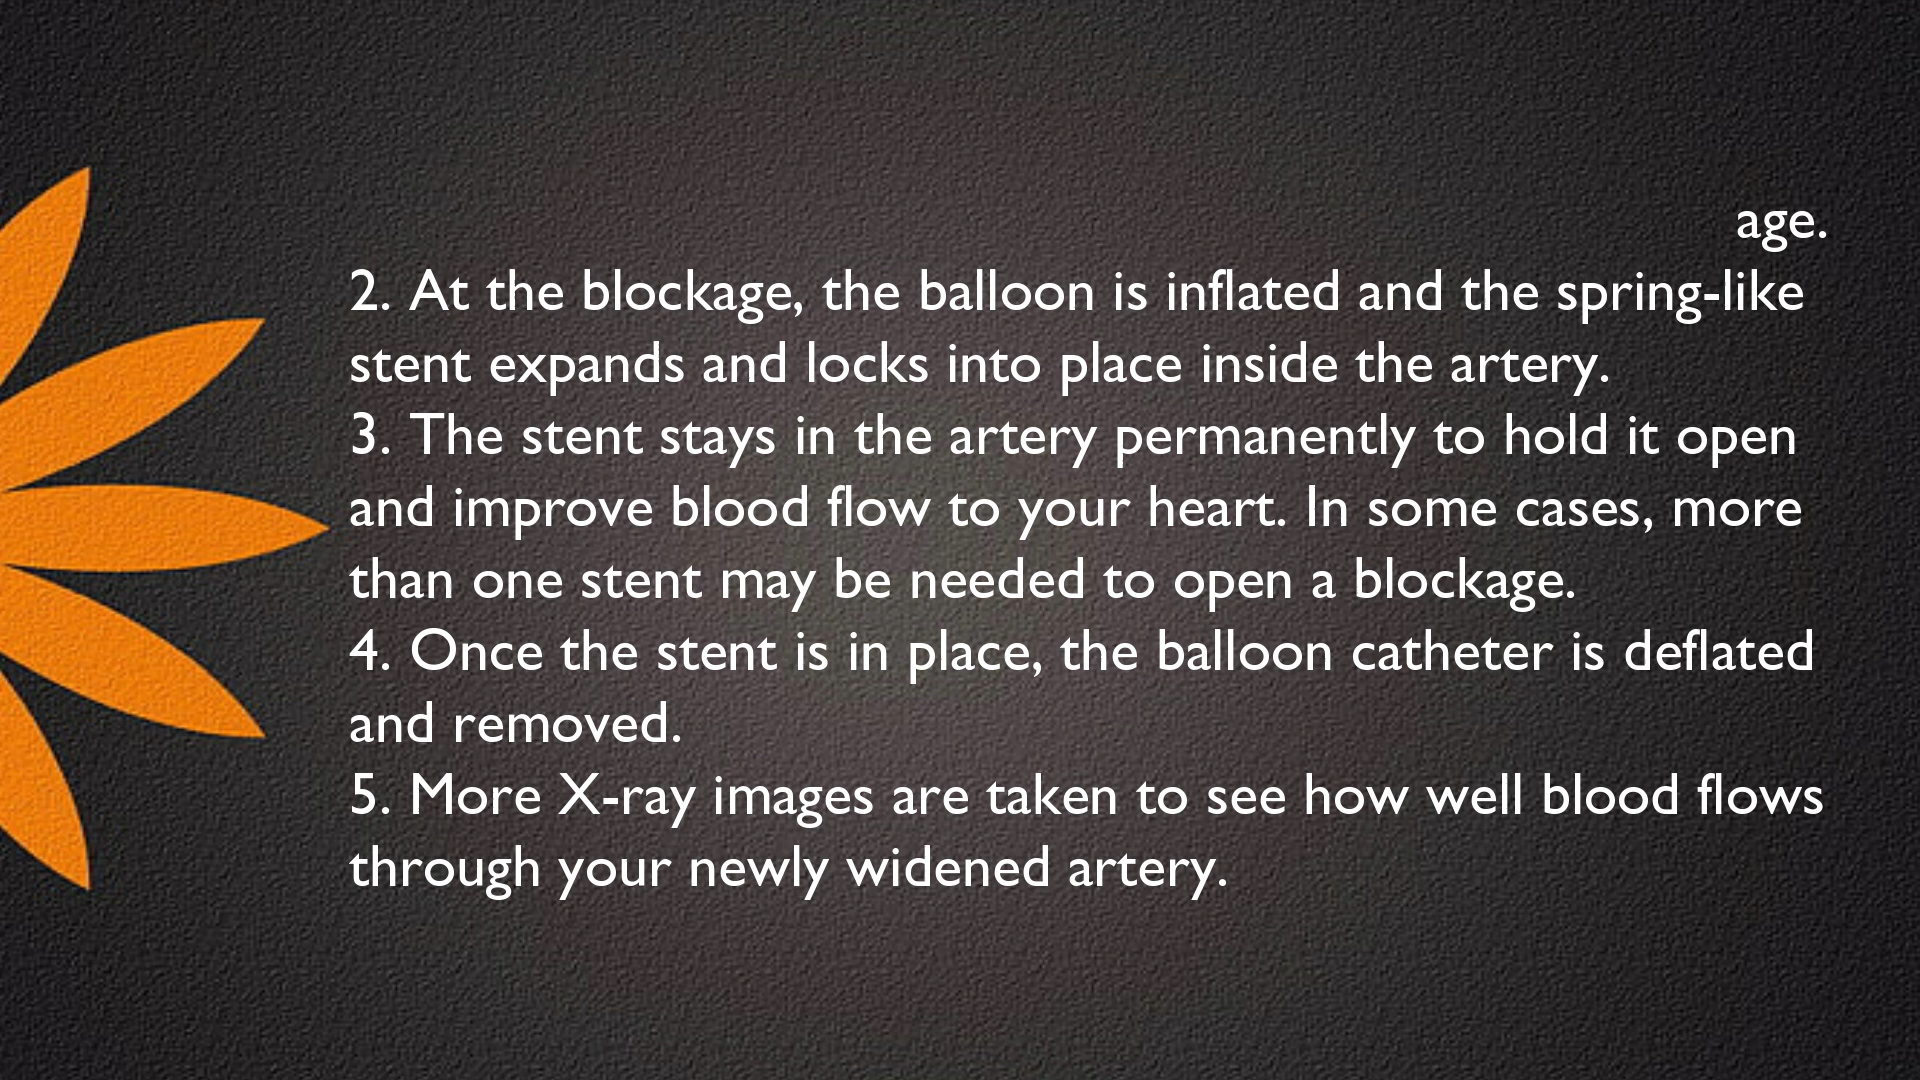 age.
2. At the blockage, the balloon is inflated and the spring-like
stent expands and locks into place inside the artery.
3. The stent stays in the artery permanently to hold it open
and improve blood flow to your heart. In some cases, more
than one stent may be needed to open a blockage.
4. Once the stent is in place, the balloon catheter is deflated
and removed.
5. More X-ray images are taken to see how well blood flows
through your newly widened artery.